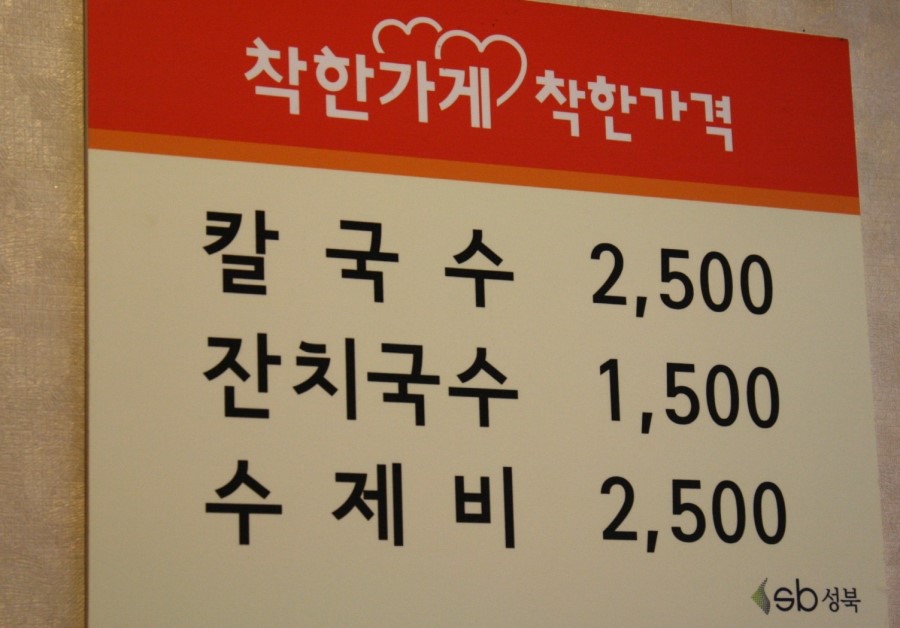 착한가게 착한가격
칼국수 2,500
잔치국수 1,500
수제비 2,500
sb 성북